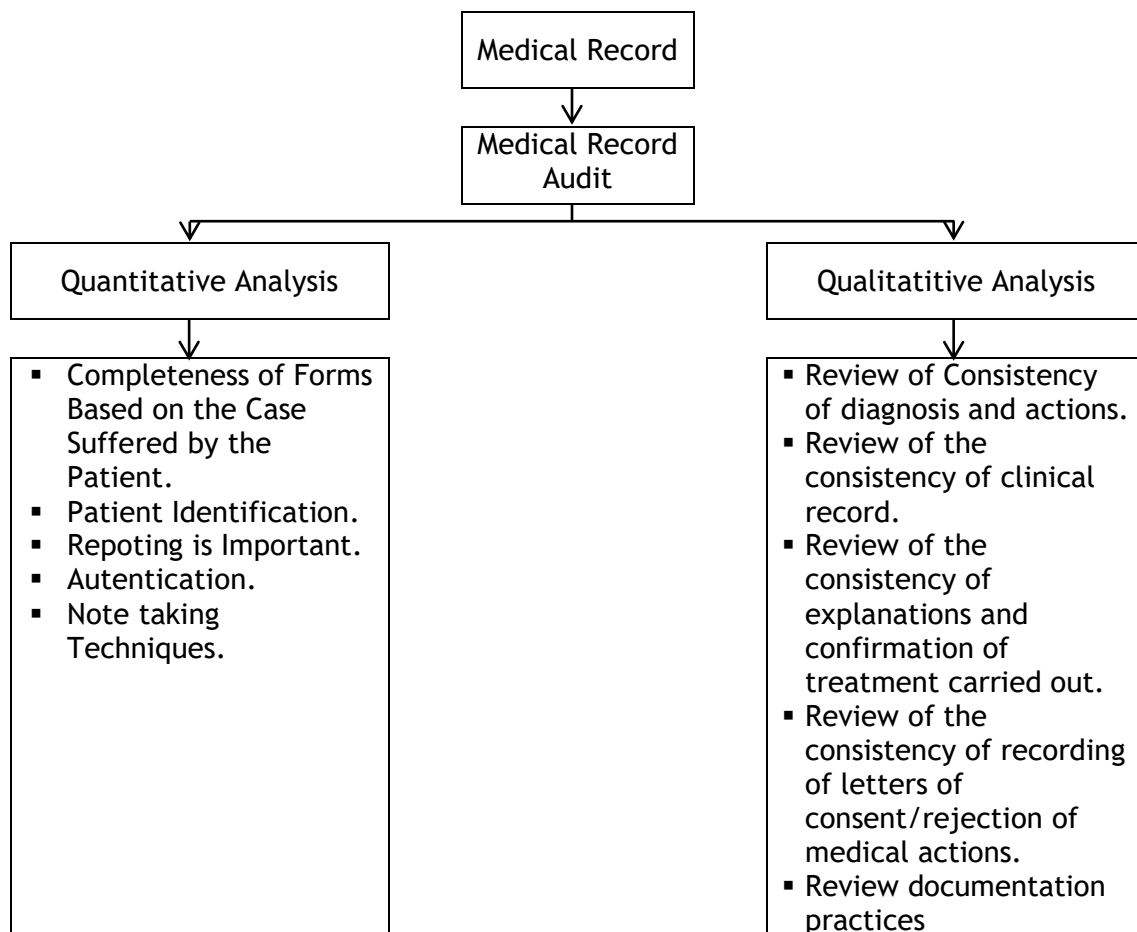 Medical Record
Medical Record
Audit
Quantitative Analysis
Qualitatitive Analysis
▪ Completeness of Forms
Based on the Case
Suffered by the
Patient.
▪ Patient Identification.
▪ Repoting is Important.
▪ Autentication.
▪ Note taking
Techniques.
▪ Review of Consistency
of diagnosis and actions.
▪ Review of the
consistency of clinical
record.
▪ Review of the
consistency of
explanations and
confirmation of
treatment carried out.
▪ Review of the
consistency of recording
of letters of
consent/rejection of
medical actions.
▪ Review documentation
practices